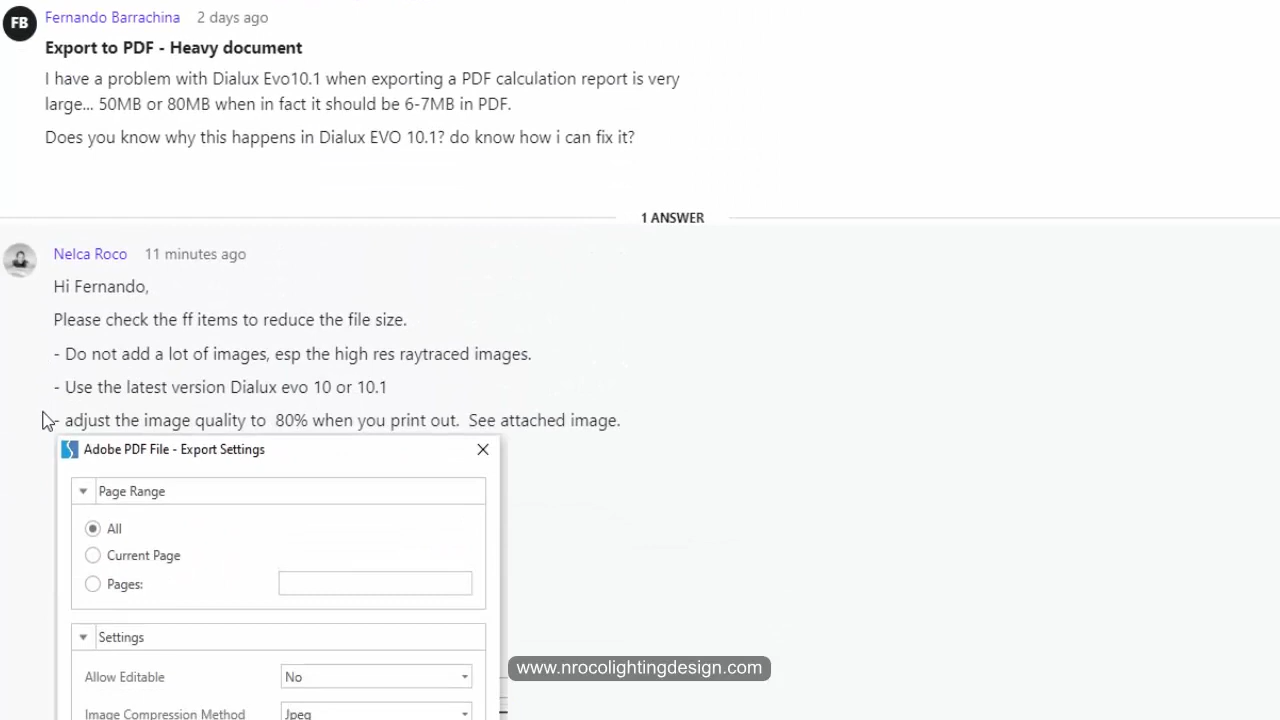 FB
Fernando Barrachina 2 days ago
Export to PDF - Heavy document
I have a problem with Dialux Evo10.1 when exporting a PDF calculation report is very
large... 50MB or 80MB when in fact it should be 6-7MB in PDF.
Does you know why this happens in Dialux EVO 10.1? do know how i can fix it?
1 ANSWER
Nelca Roco 11 minutes ago
Hi Fernando,
Please check the ff items to reduce the file size.
- Do not add a lot of images, esp the high res raytraced images.
- Use the latest version Dialux evo 10 or 10.1
- adjust the image quality to 80% when you print out. See attached image.
Adobe PDF File - Export Settings
Page Range
All
Current Page
Pages:
Settings
www.nrocolightingdesign.com
Allow Editable No
Image Compression Method Jpeg